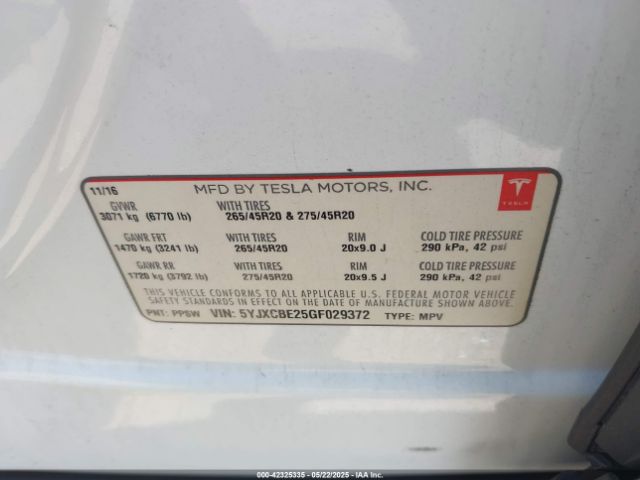 11/16 MFD BY TESLA MOTORS, INC.
GVWR WITH TIRES
3071 kg (6770 lb) 265/45R20 & 275/45R20
TESLA
GAWR FRT WITH TIRES RIM COLD TIRE PRESSURE
1470 kg (3241 lb) 265/45R20 20x9.0 J 290 kPa, 42 psi
GAWR RR WITH TIRES RIM COLD TIRE PRESSURE
1720 kg (3792 lb) 275/45R20 20x9.5 J 290 kPa, 42 psi
THIS VEHICLE CONFORMS TO ALL APPLICABLE U.S. FEDERAL MOTOR VEHICLE
SAFETY STANDARDS IN EFFECT ON THE DATE OF MANUFACTURE SHOWN ABOVE.
PNT: PPSW VIN: 5YJXCBE25GF029372 TYPE: MPV
000-42325335 - 05/22/2025 - IAA Inc.